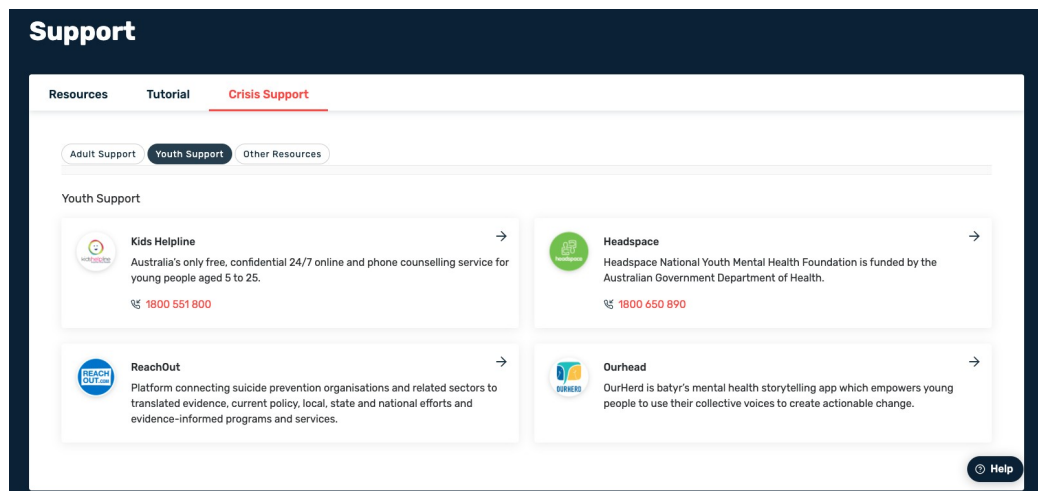 Support
Resources
Tutorial
Crisis Support
Adult Support
Youth Support
Other Resources
Youth Support
kidshelpline
Kids Helpline
Australia's only free, confidential 24/7 online and phone counselling service for
young people aged 5 to 25.
1800 551 800
headspace
Headspace
Headspace National Youth Mental Health Foundation is funded by the
Australian Government Department of Health.
1800 650 890
REACH
OUT.com
ReachOut
Platform connecting suicide prevention organisations and related sectors to
translated evidence, current policy, local, state and national efforts and
evidence-informed programs and services.
OURHERD
Ourhead
OurHerd is batyr's mental health storytelling app which empowers young
people to use their collective voices to create actionable change.
Help